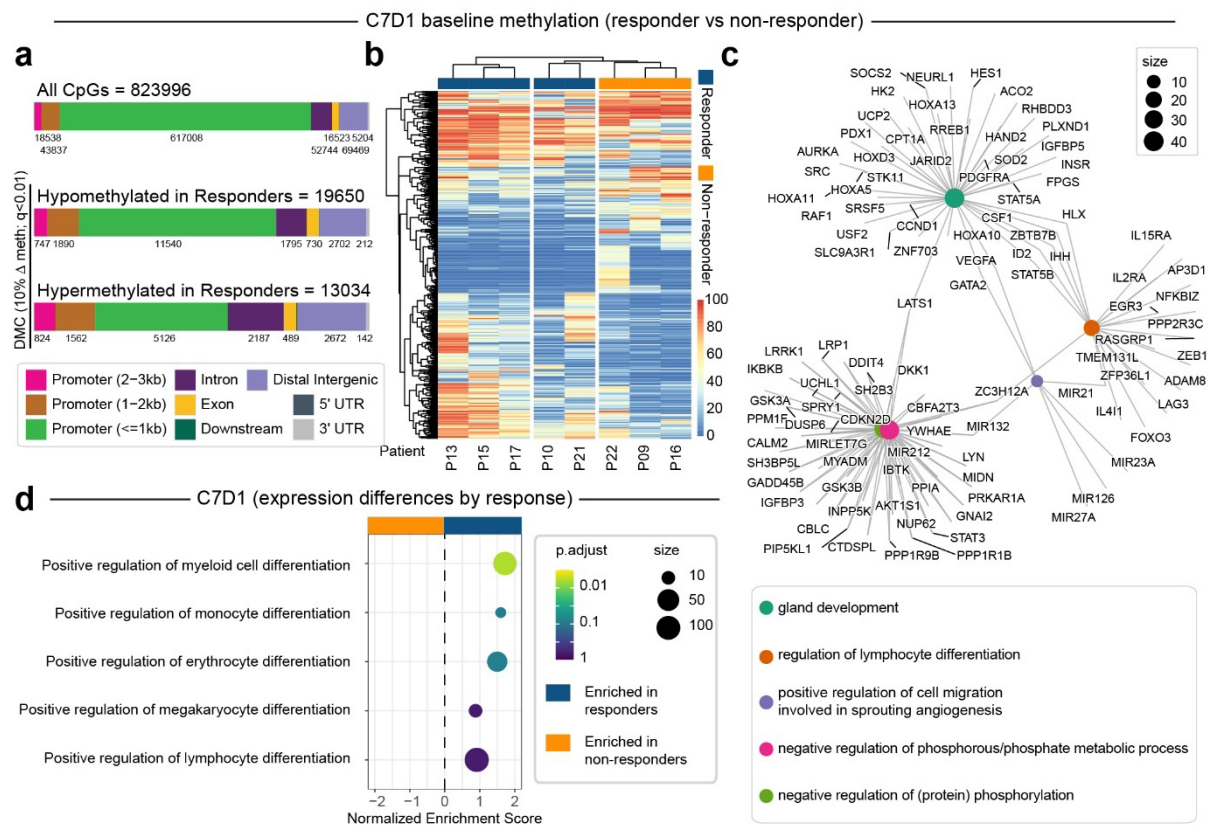 C7D1 baseline methylation (responder vs non-responder)
a
All CpGs = 823996
18538 617008 16523 5204
43837 52744 69469
DMC (10% Δ meth; q<0.01)
Hypomethylated in Responders = 19650
747 1890 11540 1795 730 2702 212
Hypermethylated in Responders = 13034
824 1562 5126 2187 489 2672 142
Promoter (2-3kb) Intron Distal Intergenic
Promoter (1-2kb) Exon 5' UTR
Promoter (<=1kb) Downstream 3' UTR
b
Responder
Non-responder
100
80
60
40
20
0
Patient P13 P15 P17 P10 P21 P22 P09 P16
c
size
10
20
30
40
SOCS2
NEURL1
HES1
HK2
ACO2
HOXA13
RHBDD3
UCP2
RREB1
PLXND1
PDX1
CPT1A
HAND2
IGFBP5
AURKA
HOXD3
JARID2
SOD2
INSR
SRC
STK11
PDGFRA
FPGS
HOXA11
HOXA5
STAT5A
RAF1
SRSF5
CCND1
CSF1
HLX
USF2
HOXA10
ZBTB7B
SLC9A3R1
ZNF703
VEGFA
ID2
IHH
IL15RA
STAT5B
GATA2
IL2RA
AP3D1
LATS1
EGR3
NFKBIZ
PPP2R3C
RASGRP1
LRRK1
LRP1
TMEM131L
ZEB1
IKBKB
DDIT4
DKK1
ZFP36L1
ADAM8
UCHL1
SH2B3
ZC3H12A
MIR21
LAG3
GSK3A
SPRY1
CBFA2T3
IL4I1
PPM1F
DUSP6
CDKN2D
YWHAE
MIR132
FOXO3
CALM2
MIRLET7G
MIR212
LYN
MIR23A
SH3BP5L
MYADM
IBTK
MIDN
GADD45B
GSK3B
PPIA
PRKAR1A
MIR126
IGFBP3
AKT1S1
GNAI2
MIR27A
INPP5K
NUP62
CBLC
STAT3
PIP5KL1
CTDSPL
PPP1R9B
PPP1R1B
gland development
regulation of lymphocyte differentiation
positive regulation of cell migration
involved in sprouting angiogenesis
negative regulation of phosphorous/phosphate metabolic process
negative regulation of (protein) phosphorylation
d
C7D1 (expression differences by response)
Positive regulation of myeloid cell differentiation
Positive regulation of monocyte differentiation
Positive regulation of erythrocyte differentiation
Positive regulation of megakaryocyte differentiation
Positive regulation of lymphocyte differentiation
−2 −1 0 1 2
Normalized Enrichment Score
p.adjust size
0.01 10
0.1 50
1 100
Enriched in
responders
Enriched in
non-responders